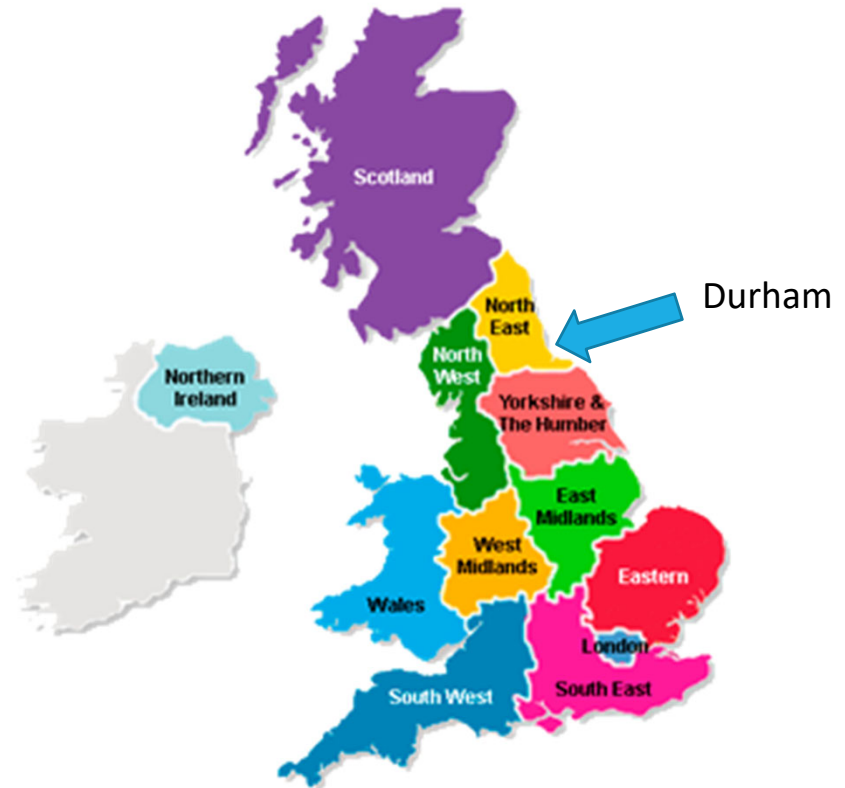 Scotland
Durham
North
East
North
West
Northern
Ireland
Yorkshire &
The Humber
East
Midlands
West
Midlands
Eastern
Wales
London
South East
South West